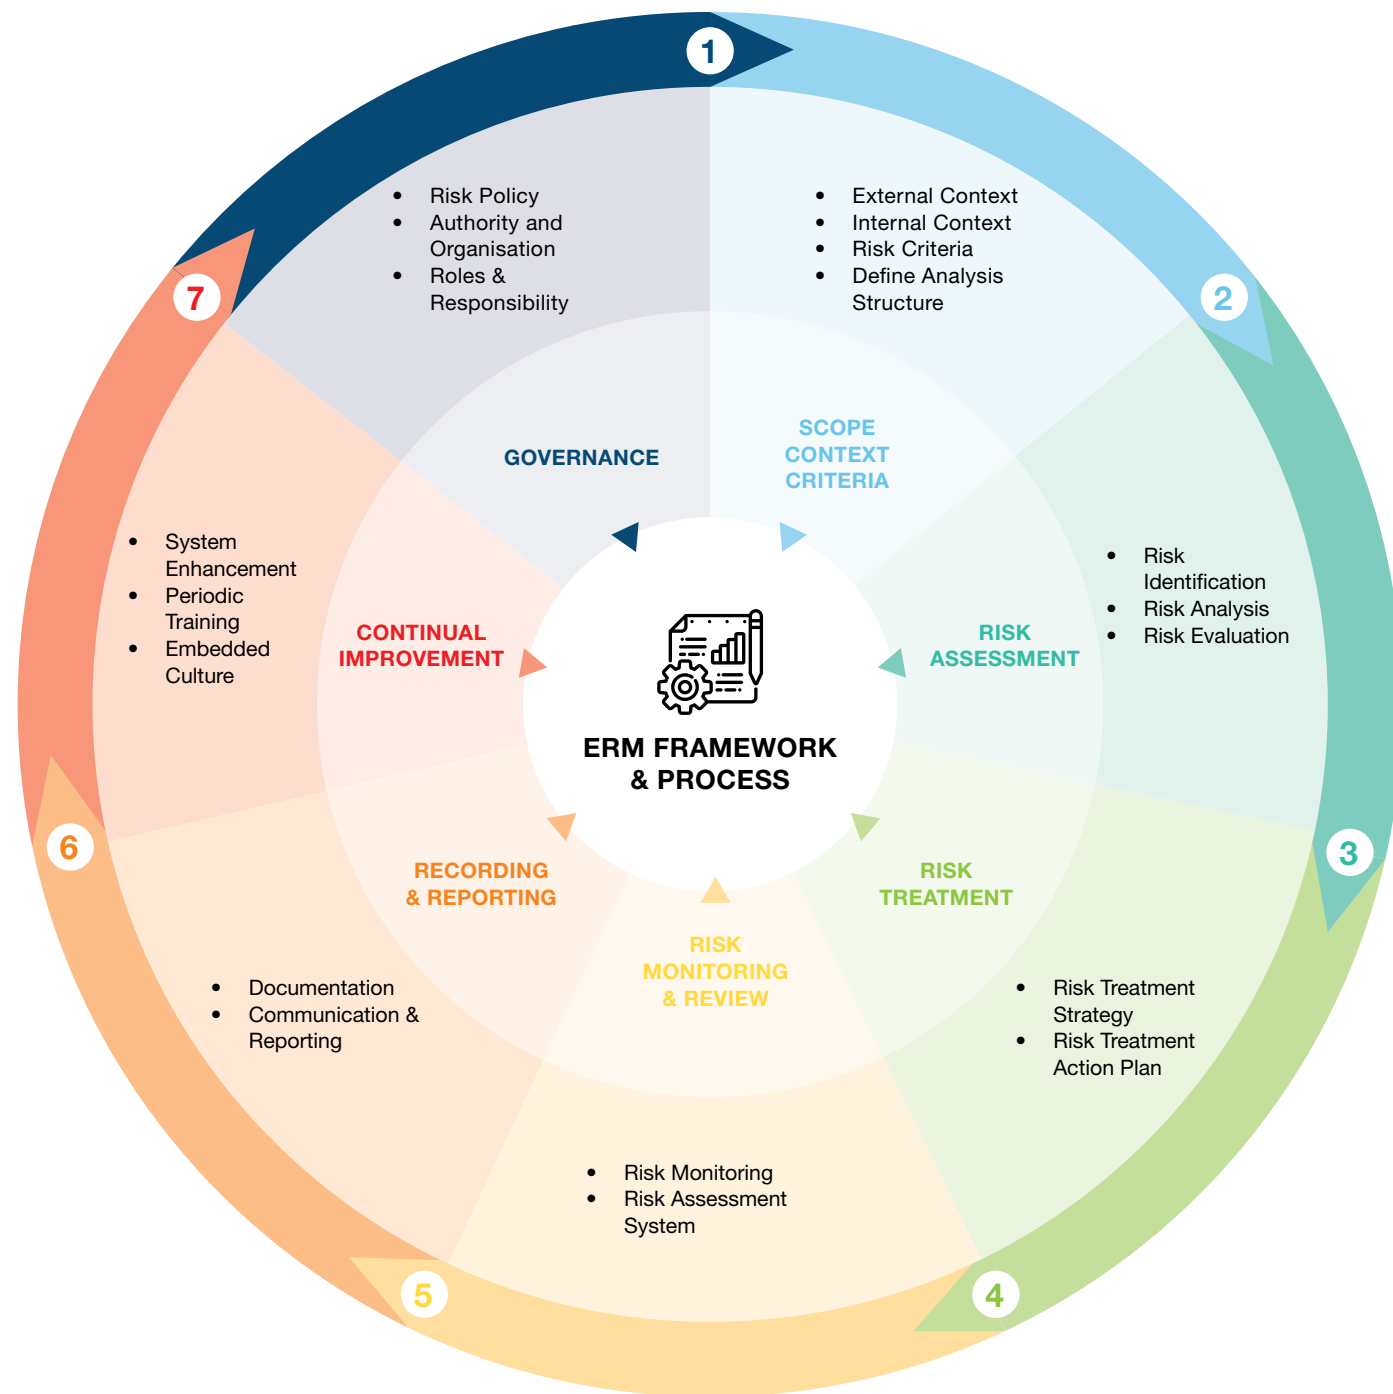 1
• Risk Policy
• Authority and
Organisation
• Roles &
Responsibility
GOVERNANCE
2
• External Context
• Internal Context
• Risk Criteria
• Define Analysis
Structure
SCOPE
CONTEXT
CRITERIA
3
• Risk
Identification
• Risk Analysis
• Risk Evaluation
RISK
ASSESSMENT
4
• Risk Treatment
Strategy
• Risk Treatment
Action Plan
RISK
TREATMENT
5
• Risk Monitoring
• Risk Assessment
System
RISK
MONITORING
& REVIEW
6
• Documentation
• Communication &
Reporting
RECORDING
& REPORTING
7
• System
Enhancement
• Periodic
Training
• Embedded
Culture
CONTINUAL
IMPROVEMENT
ERM FRAMEWORK
& PROCESS